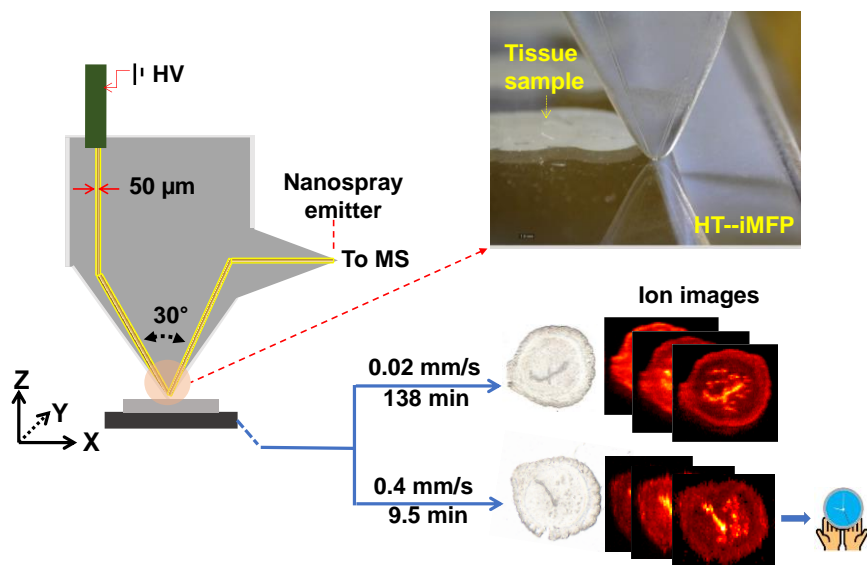 HV
50 µm
Nanospray
emitter
To MS
30°
Z
Y
X
Tissue
sample
HT--iMFP
Ion images
0.02 mm/s
138 min
0.4 mm/s
9.5 min